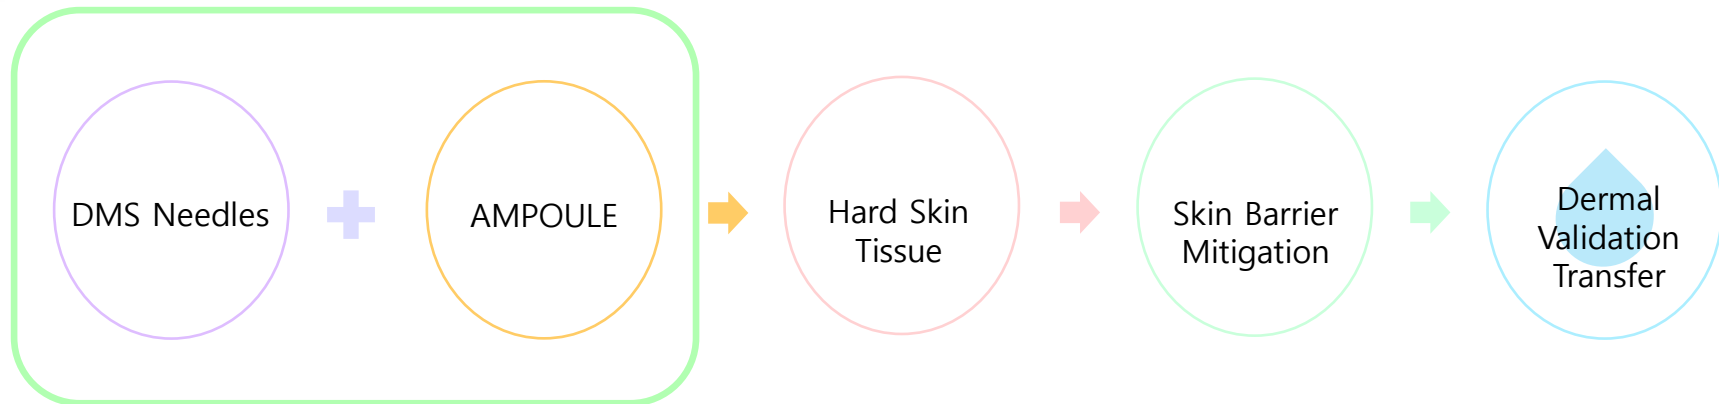 DMS Needles
AMPOULE
Hard Skin
Tissue
Skin Barrier
Mitigation
Dermal
Validation
Transfer